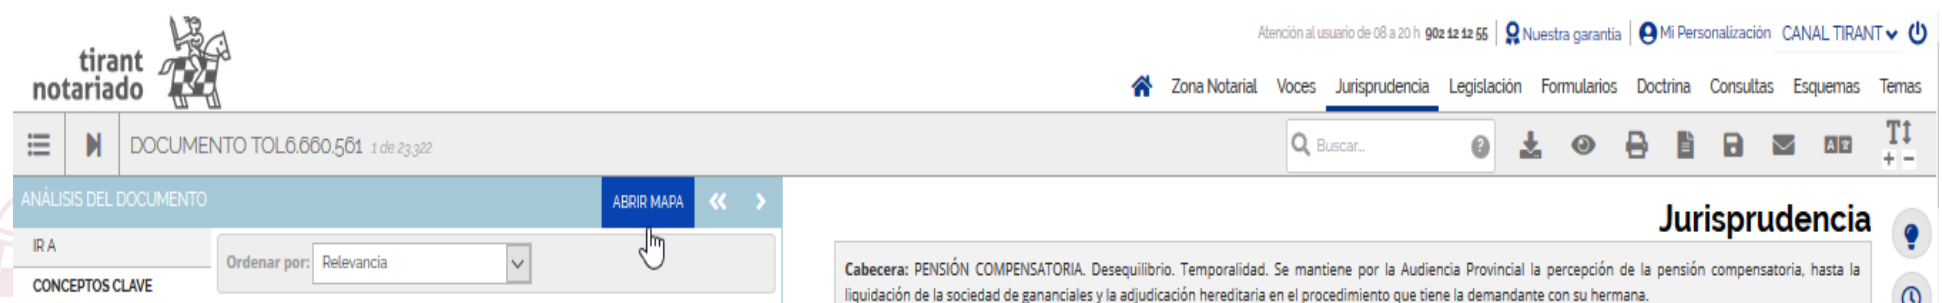 tirant
notariado
Atención al usuario de 08 a 20 h 902 12 12 55 Nuestra garantia Mi Personalización CANAL TIRANT
Zona Notarial Voces Jurisprudencia Legislación Formularios Doctrina Consultas Esquemas Temas
DOCUMENTO TOL6.660.561 1 de 23.322 Buscar...
ANÁLISIS DEL DOCUMENTO ABRIR MAPA
Jurisprudencia
IR A
Ordenar por: Relevancia
CONCEPTOS CLAVE
Cabecera: PENSIÓN COMPENSATORIA. Desequilibrio. Temporalidad. Se mantiene por la Audiencia Provincial la percepción de la pensión compensatoria, hasta la
liquidación de la sociedad de gananciales y la adjudicación hereditaria en el procedimiento que tiene la demandante con su hermana.